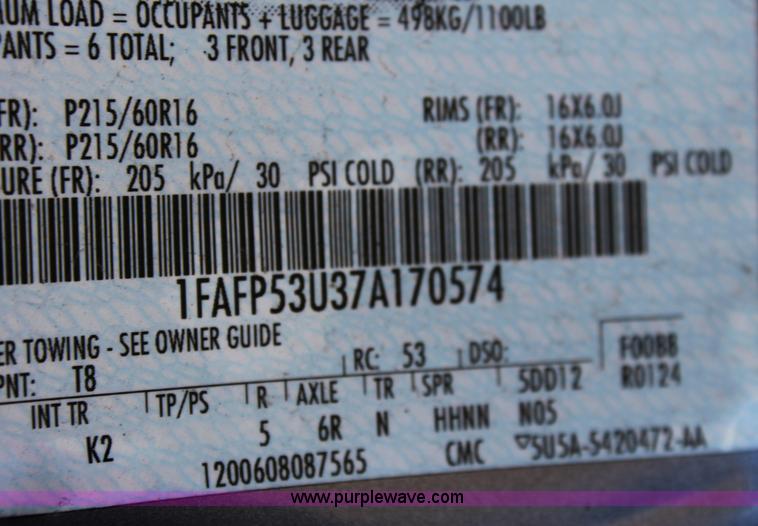 UM LOAD = OCCUPANTS + LUGGAGE = 498KG/1100LB
ANTS = 6 TOTAL; 3 FRONT, 3 REAR
FR): P215/60R16 RIMS (FR): 16X6.0J
RR): P215/60R16 (RR): 16X6.0J
URE (FR): 205 kPa/ 30 PSI COLD (RR): 205 kPa/ 30 PSI COLD
1FAFP53U37A170574
ER TOWING - SEE OWNER GUIDE
F00BB
PNT: T8 RC: 53 DSO: R0124
INT TR TP/PS R AXLE TR SPR 5DD12
K2 5 6R N HHNN N05
1200608087565 CMC ▽5U5A-5420472-AA
www.purplewave.com